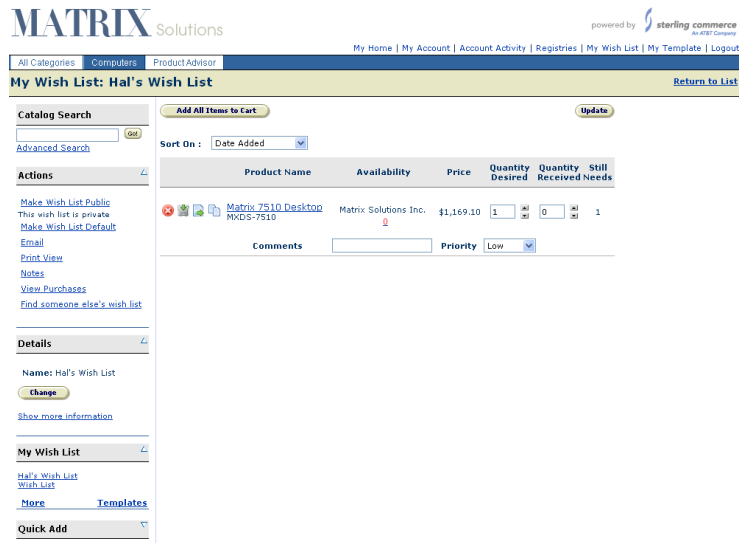 MATRIX Solutions
powered by sterling commerce
An AT&T Company
My Home | My Account | Account Activity | Registries | My Wish List | My Template | Logout
All Categories Computers Product Advisor
My Wish List: Hal's Wish List Return to List
Catalog Search
Go!
Advanced Search
Actions
Make Wish List Public
This wish list is private
Make Wish List Default
Email
Print View
Notes
View Purchases
Find someone else's wish list
Details
Name: Hal's Wish List
Change
Show more information
My Wish List
Hal's Wish List
Wish List
More Templates
Quick Add
Add All Items to Cart Update
Sort On : Date Added
Product Name Availability Price Quantity Desired Quantity Received Still Needs
Matrix 7510 Desktop Matrix Solutions Inc. $1,169.10 1 0 1
MXDS-7510 0
Comments Priority Low